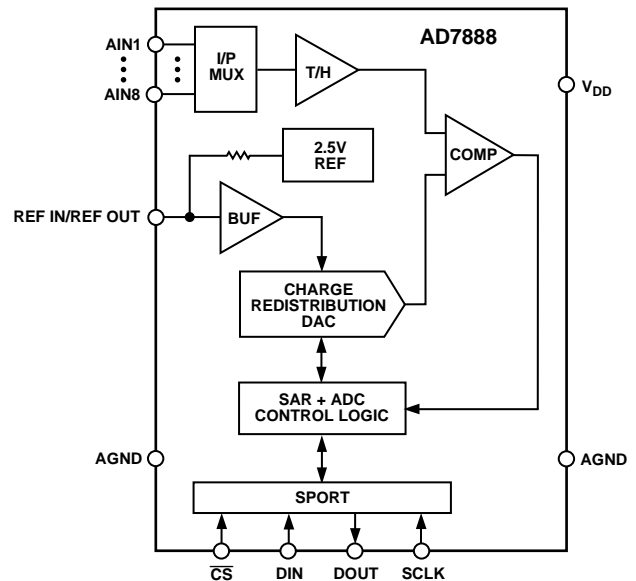 AD7888
AIN1
AIN8
I/P
MUX
T/H
V_DD
COMP
2.5V
REF
REF IN/REF OUT
BUF
CHARGE
REDISTRIBUTION
DAC
SAR + ADC
CONTROL LOGIC
AGND
AGND
SPORT
C̅S̅
DIN
DOUT
SCLK